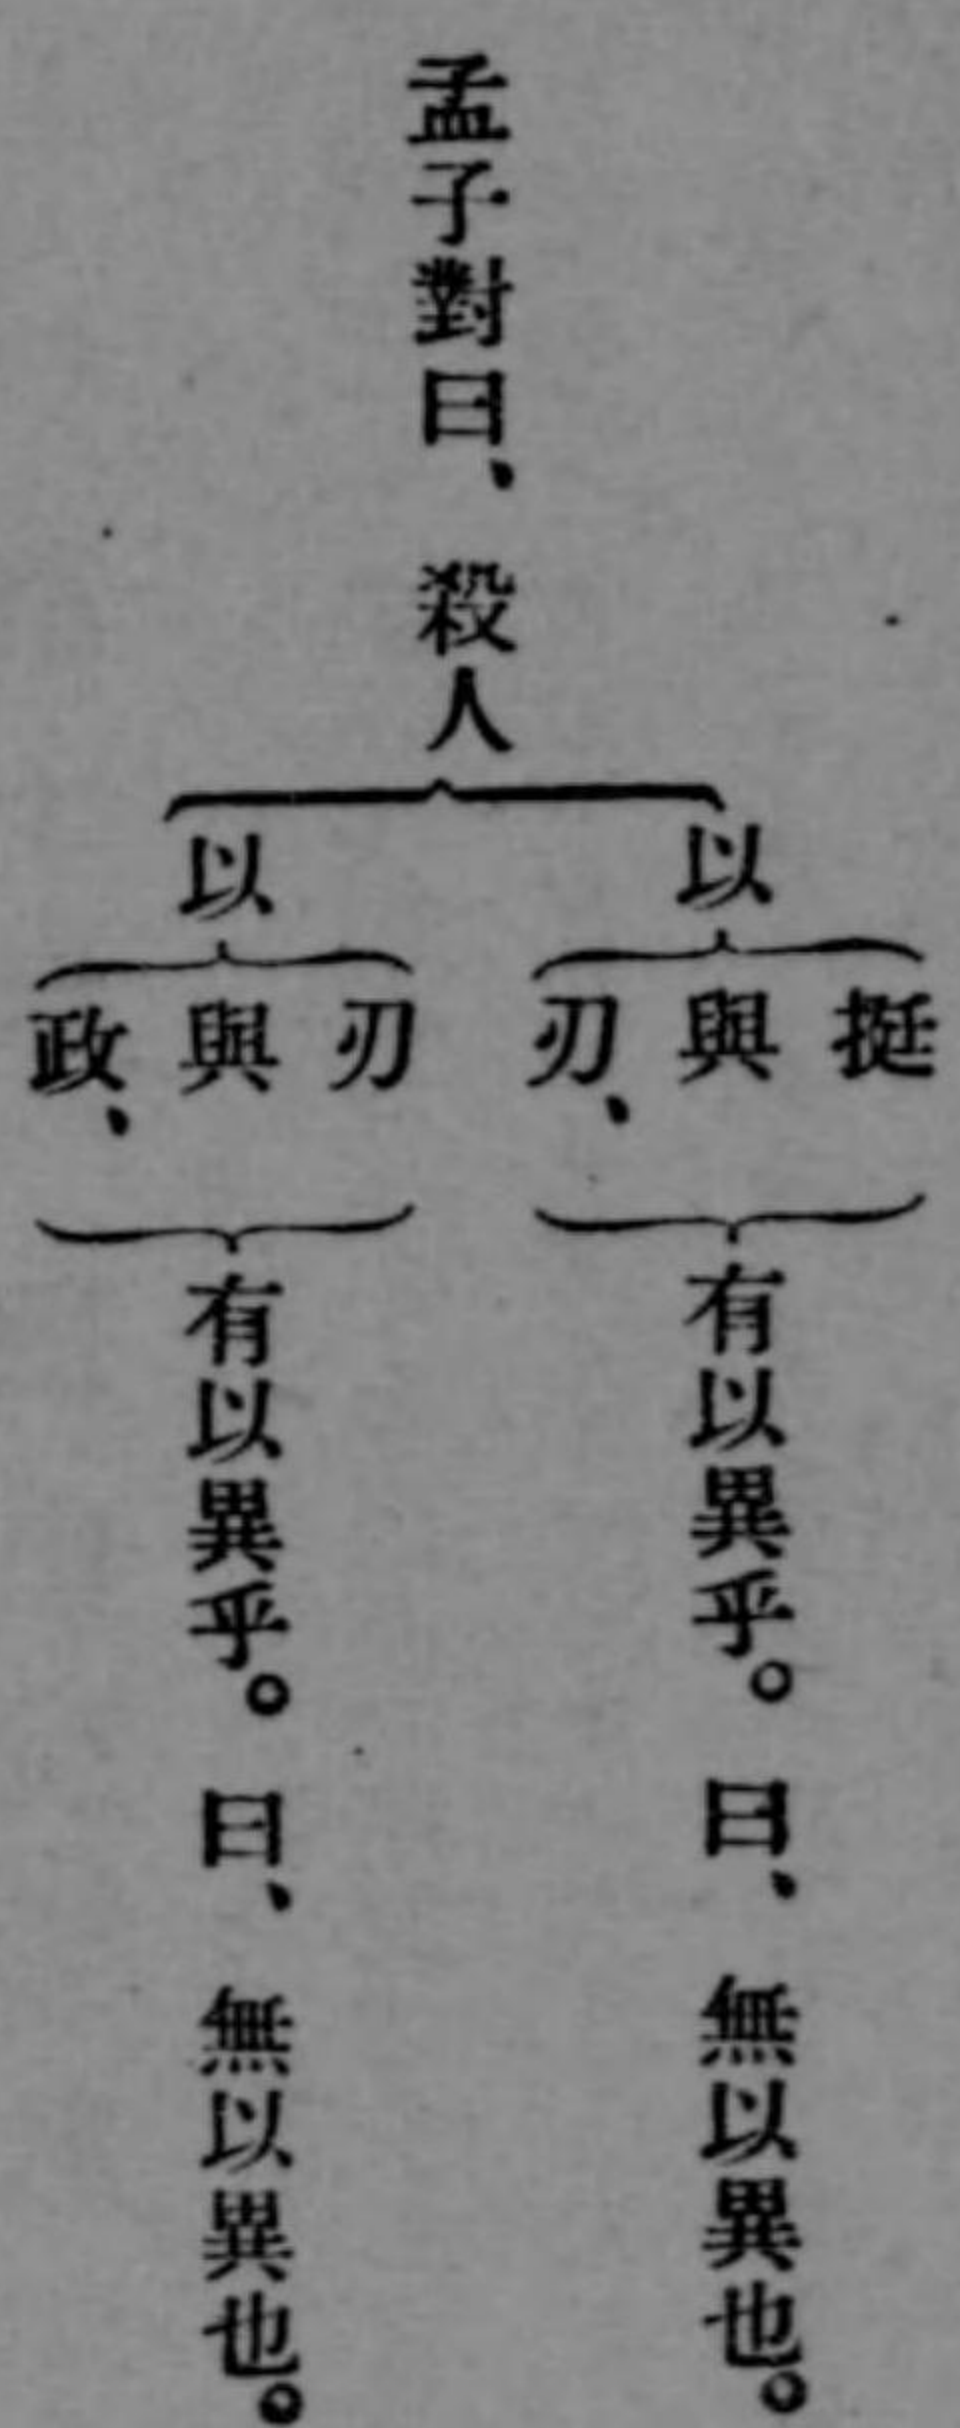 孟子對曰、殺人
以
挺
與
刃、
有以異乎。曰、無以異也。
以
刃
與
政、
有以異乎。曰、無以異也。